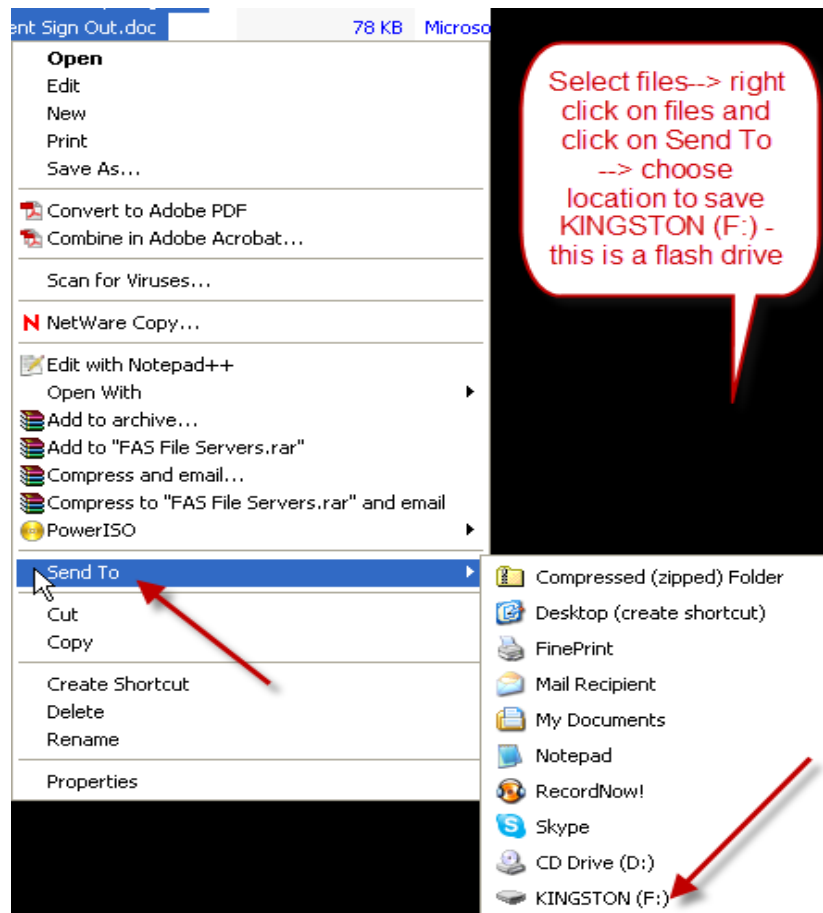 ent Sign Out.doc 78 KB Microso
Open
Edit
New
Print
Save As...
Convert to Adobe PDF
Combine in Adobe Acrobat...
Scan for Viruses...
N NetWare Copy...
Edit with Notepad++
Open With
Add to archive...
Add to "FAS File Servers.rar"
Compress and email...
Compress to "FAS File Servers.rar" and email
PowerISO
Send To
Cut
Copy
Create Shortcut
Delete
Rename
Properties
Compressed (zipped) Folder
Desktop (create shortcut)
FinePrint
Mail Recipient
My Documents
Notepad
RecordNow!
Skype
CD Drive (D:)
KINGSTON (F:)
Select files--> right
click on files and
click on Send To
--> choose
location to save
KINGSTON (F:) -
this is a flash drive